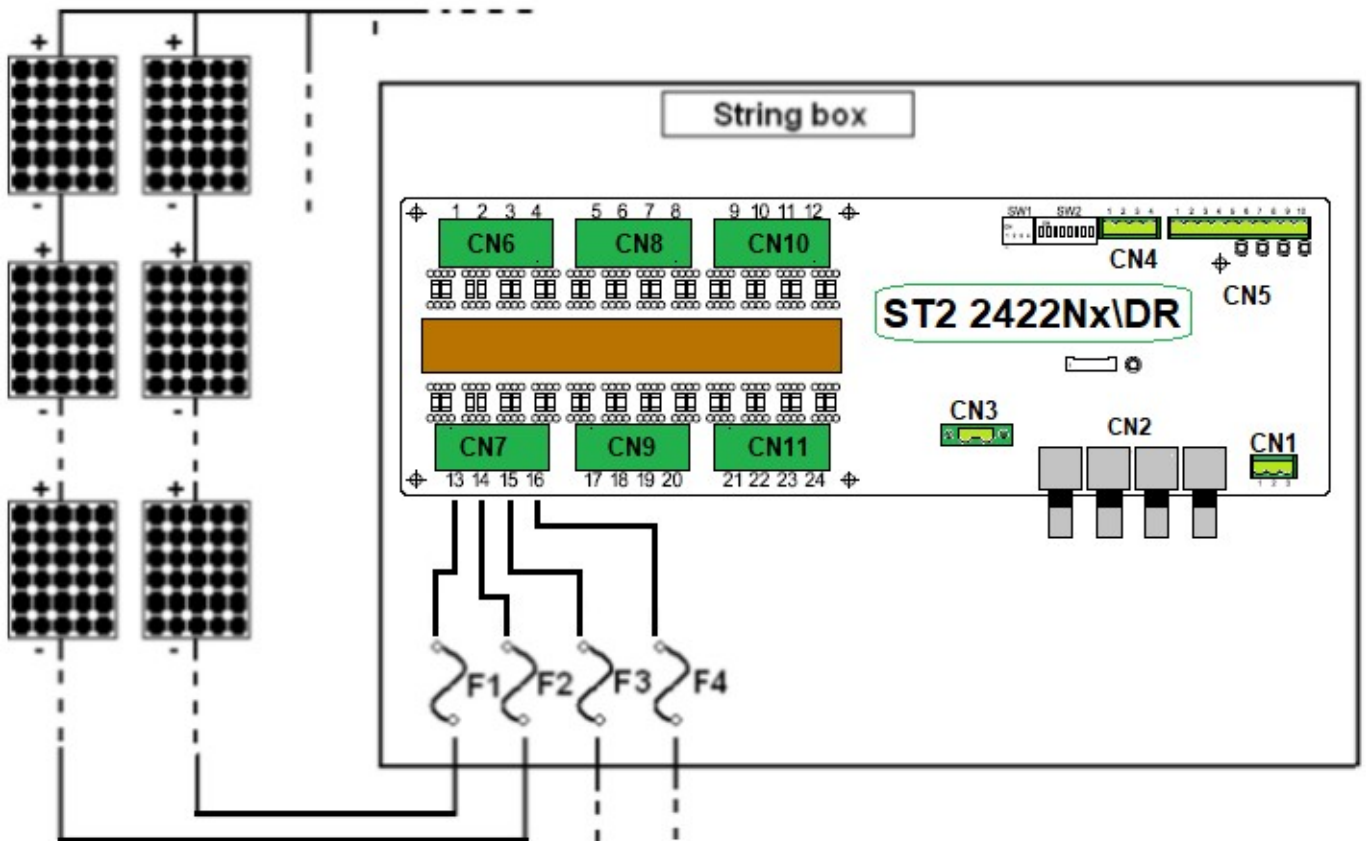 + +
- -
+ +
- -
+ +
- -
String box
1 2 3 4 5 6 7 8 9 10 11 12
CN6 CN8 CN10
SW1 SW2 1 2 3 4 1 2 3 4 5 6 7 8 9 10
CN4
CN5
ST2 2422Nx\DR
CN3
CN2
CN1
1 2 3
CN7 CN9 CN11
13 14 15 16 17 18 19 20 21 22 23 24
F1 F2 F3 F4